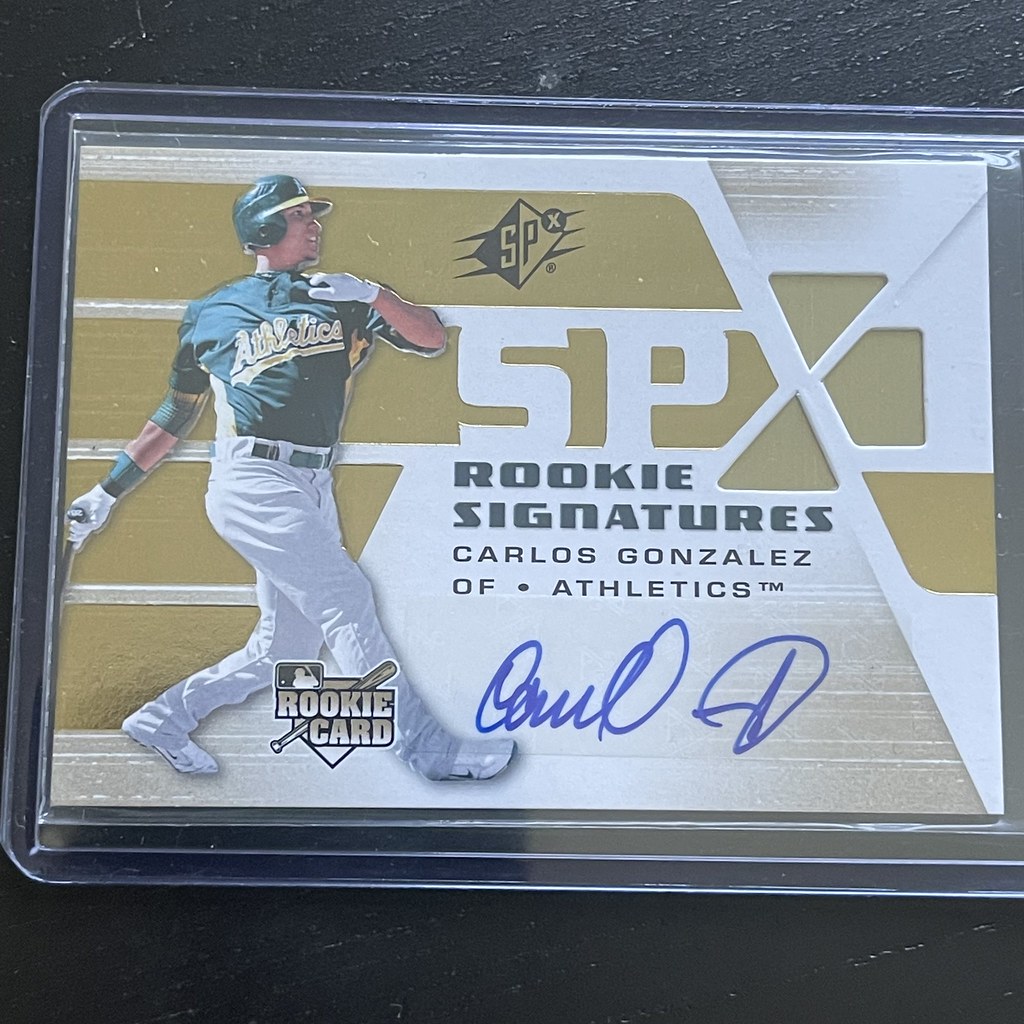 A
SPX®
Athletics
SPX
ROOKIE
SIGNATURES
CARLOS GONZALEZ
OF • ATHLETICS™
ROOKIE
CARD